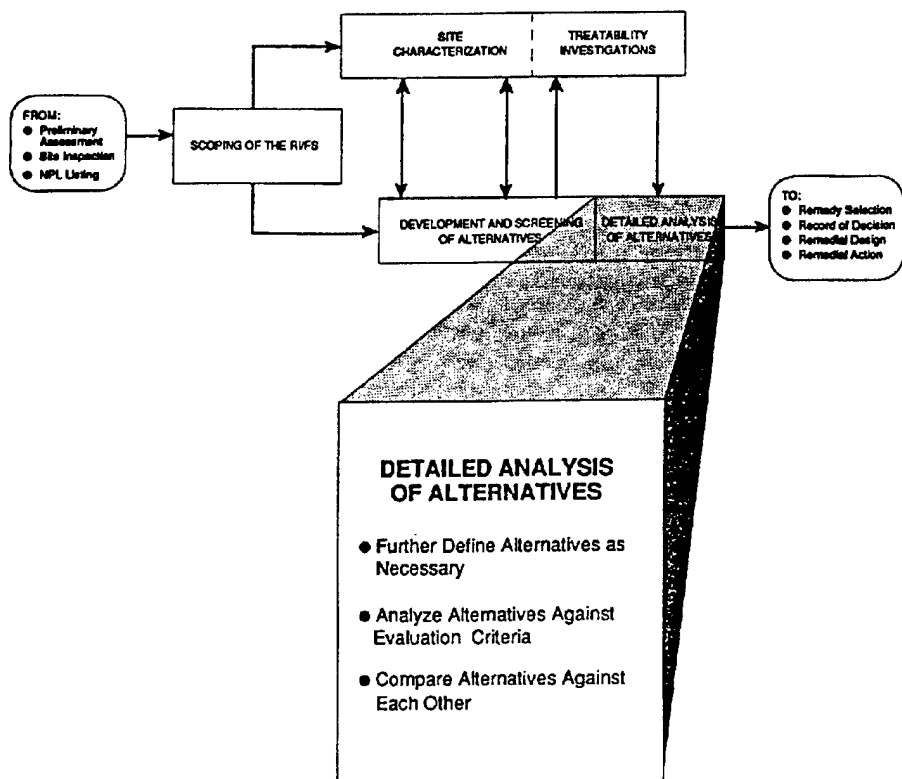 SITE
CHARACTERIZATION
TREATABILITY
INVESTIGATIONS
FROM:
● Preliminary
Assessment
● Site Inspection
● NPL Listing
SCOPING OF THE RI/FS
DEVELOPMENT AND SCREENING
OF ALTERNATIVES
DETAILED ANALYSIS
OF ALTERNATIVES
TO:
● Remedy Selection
● Record of Decision
● Remedial Design
● Remedial Action
DETAILED ANALYSIS
OF ALTERNATIVES
● Further Define Alternatives as
Necessary
● Analyze Alternatives Against
Evaluation Criteria
● Compare Alternatives Against
Each Other